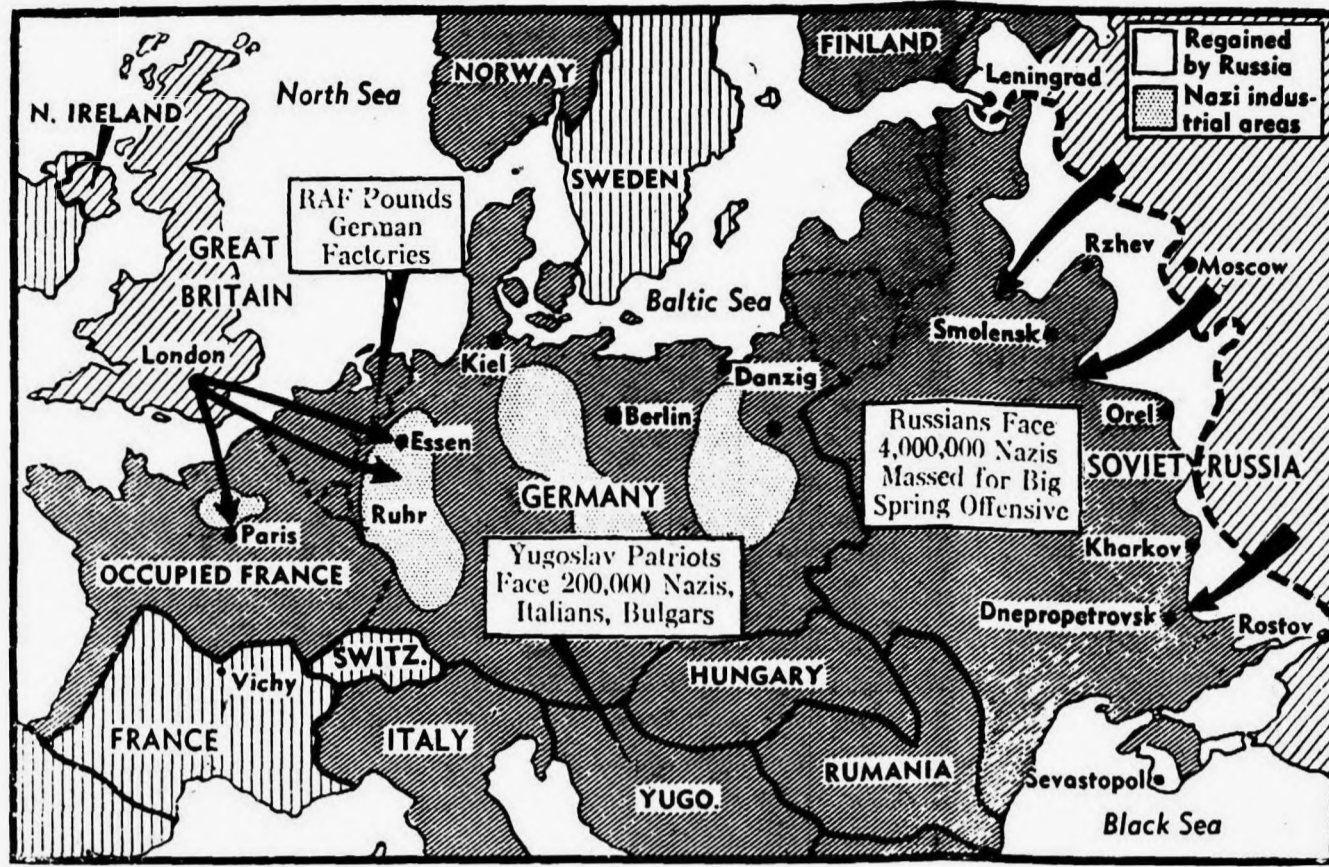 FINLAND
Regained
by Russia
Nazi indus-
trial areas
NORWAY
Leningrad
North Sea
N. IRELAND
SWEDEN
RAF Pounds
German
Factories
GREAT
BRITAIN
Rzhev
Moscow
Baltic Sea
Smolensk
London
Kiel
Danzig
Berlin
Orel
Essen
Russians Face
4,000,000 Nazis
Massed for Big
Spring Offensive
SOVIET RUSSIA
GERMANY
Ruhr
Paris
Kharkov
OCCUPIED FRANCE
Yugoslav Patriots
Face 200,000 Nazis,
Italians, Bulgars
Dnepropetrovsk
Rostov
SWITZ.
Vichy
HUNGARY
FRANCE
ITALY
RUMANIA
Sevastopol
YUGO.
Black Sea